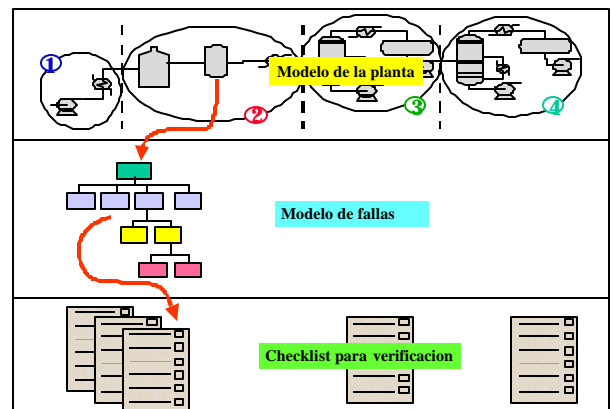 1
Modelo de la planta
2
3
4
Modelo de fallas
Checklist para verificacion